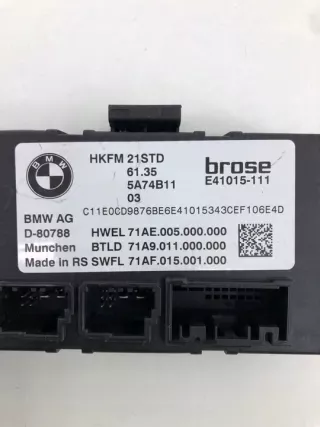 BMW
HKFM 21STD
61.35
5A74B11
03
brose
E41015-111
C11E0CD9876BE6E41015343CEF106E4D
BMW AG
D-80788
Munchen
Made in RS
HWEL 71AE.005.000.000
BTLD 71A9.011.000.000
SWFL 71AF.015.001.000